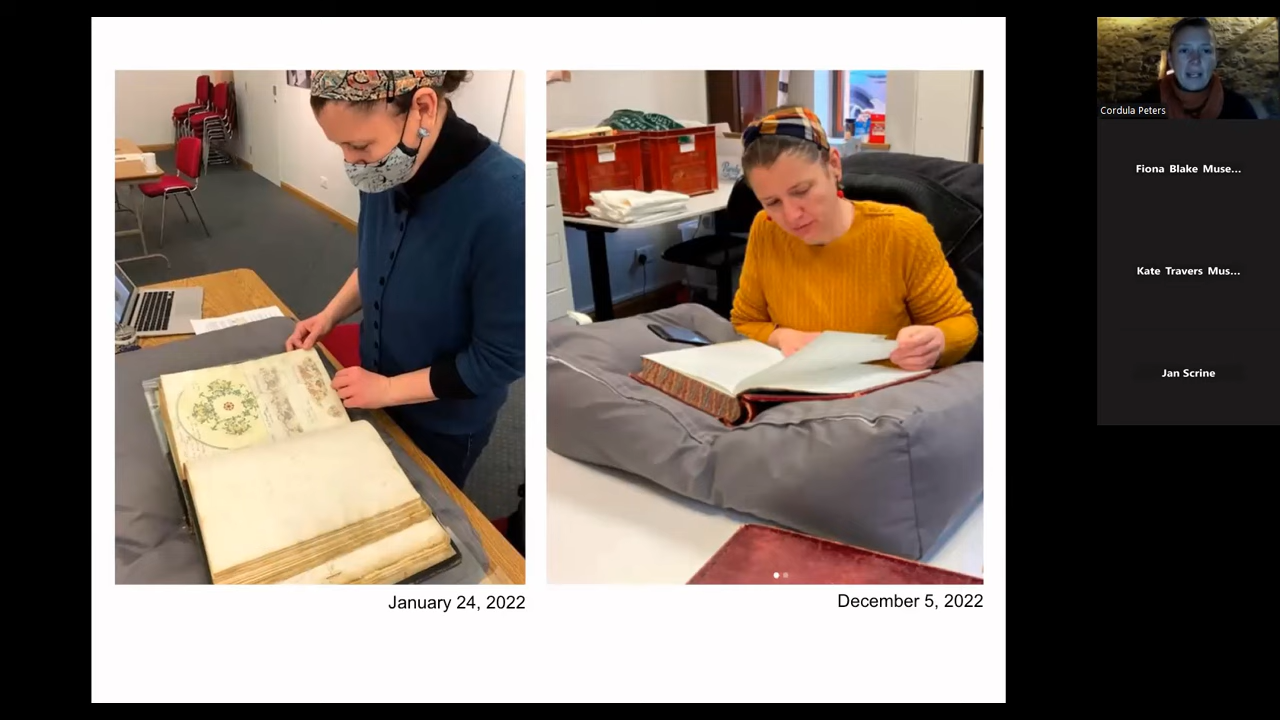 January 24, 2022
December 5, 2022
Cordula Peters
Fiona Blake Muse...
Kate Travers Mus...
Jan Scrine